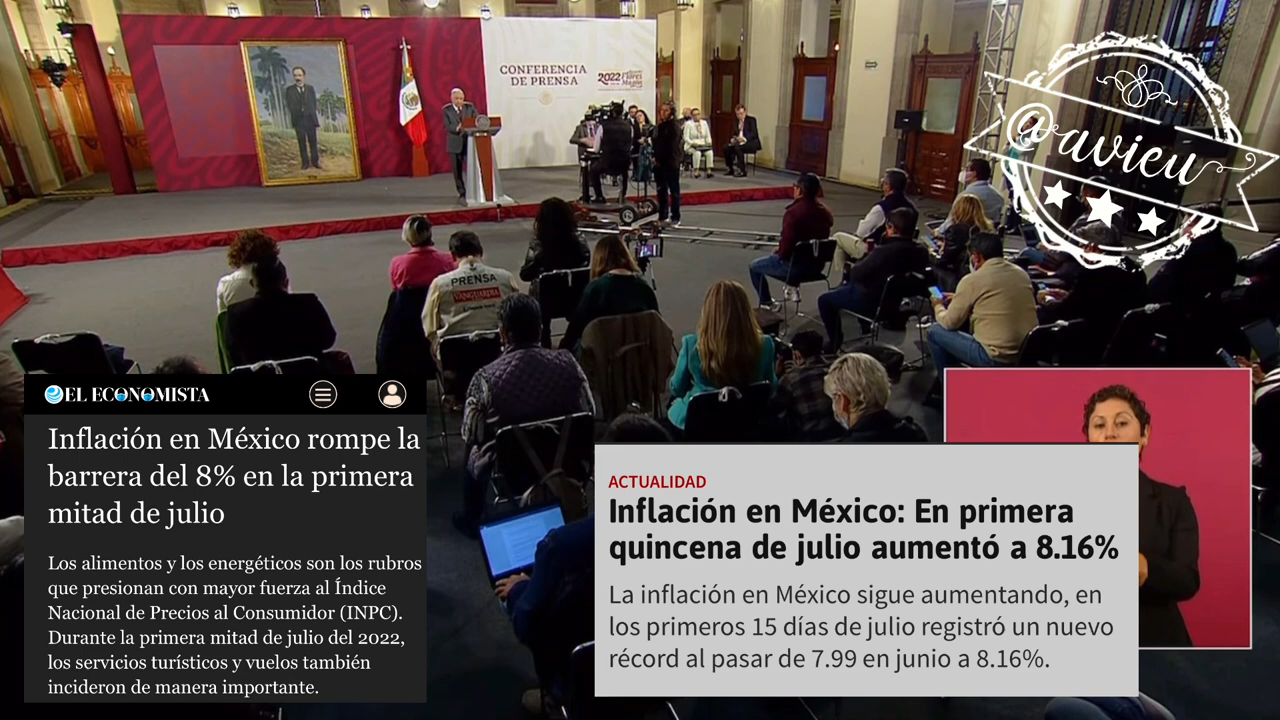 CONFERENCIA
DE PRENSA
2022 Flores
Magón
@avieu
PRENSA
VANGUARDIA
EL ECONOMISTA
Inflación en México rompe la
barrera del 8% en la primera
mitad de julio
Los alimentos y los energéticos son los rubros
que presionan con mayor fuerza al Índice
Nacional de Precios al Consumidor (INPC).
Durante la primera mitad de julio del 2022,
los servicios turísticos y vuelos también
incideron de manera importante.
ACTUALIDAD
Inflación en México: En primera
quincena de julio aumentó a 8.16%
La inflación en México sigue aumentando, en
los primeros 15 días de julio registró un nuevo
récord al pasar de 7.99 en junio a 8.16%.